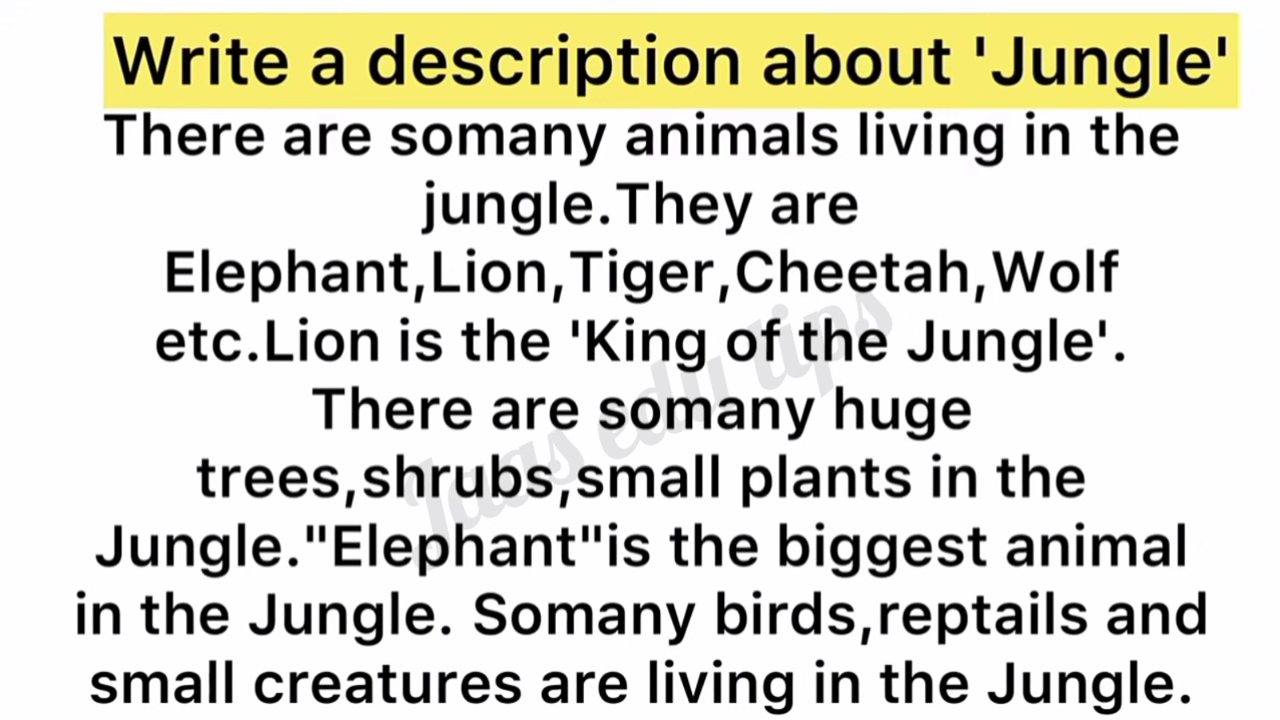 Write a description about 'Jungle'
There are somany animals living in the
jungle.They are
Elephant,Lion,Tiger,Cheetah,Wolf
etc.Lion is the 'King of the Jungle'.
There are somany huge
trees,shrubs,small plants in the
Jungle."Elephant"is the biggest animal
in the Jungle. Somany birds,reptails and
small creatures are living in the Jungle.
Jaas edu tips